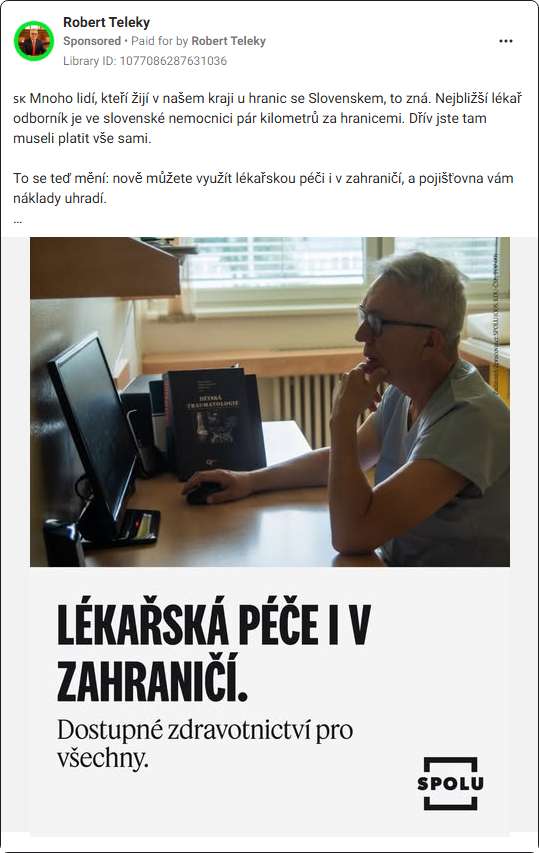 Robert Teleky
Sponsored • Paid for by Robert Teleky
Library ID: 1077086287631036
SK Mnoho lidí, kteří žijí v našem kraji u hranic se Slovenskem, to zná. Nejbližší lékař
odborník je ve slovenské nemocnici pár kilometrů za hranicemi. Dřív jste tam
museli platit vše sami.
To se teď mění: nově můžete využít lékařskou péči i v zahraničí, a pojišťovna vám
náklady uhradí.
...
DĚTSKÁ
TRAUMATOLOGIE
LÉKAŘSKÁ PÉČE I V
ZAHRANIČÍ.
Dostupné zdravotnictví pro
všechny.
SPOLU